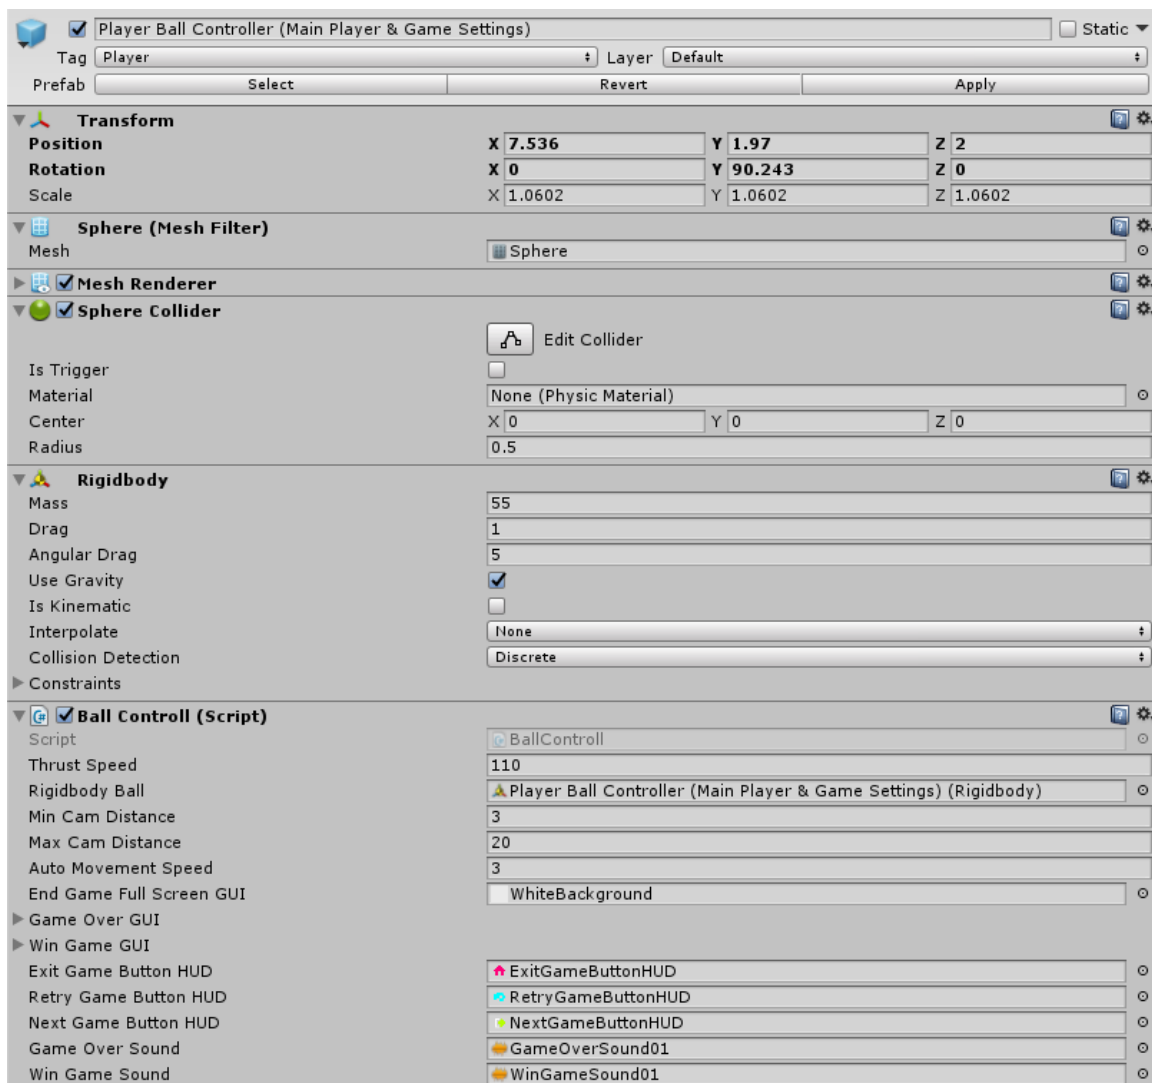 Player Ball Controller (Main Player & Game Settings) Static
Tag Player Layer Default
Prefab Select Revert Apply
Transform
Position X 7.536 Y 1.97 Z 2
Rotation X 0 Y 90.243 Z 0
Scale X 1.0602 Y 1.0602 Z 1.0602
Sphere (Mesh Filter)
Mesh Sphere
Mesh Renderer
Sphere Collider
Edit Collider
Is Trigger
Material None (Physic Material)
Center X 0 Y 0 Z 0
Radius 0.5
Rigidbody
Mass 55
Drag 1
Angular Drag 5
Use Gravity
Is Kinematic
Interpolate None
Collision Detection Discrete
Constraints
Ball Controll (Script)
Script BallControll
Thrust Speed 110
Rigidbody Ball Player Ball Controller (Main Player & Game Settings) (Rigidbody)
Min Cam Distance 3
Max Cam Distance 20
Auto Movement Speed 3
End Game Full Screen GUI WhiteBackground
Game Over GUI
Win Game GUI
Exit Game Button HUD ExitGameButtonHUD
Retry Game Button HUD RetryGameButtonHUD
Next Game Button HUD NextGameButtonHUD
Game Over Sound GameOverSound01
Win Game Sound WinGameSound01